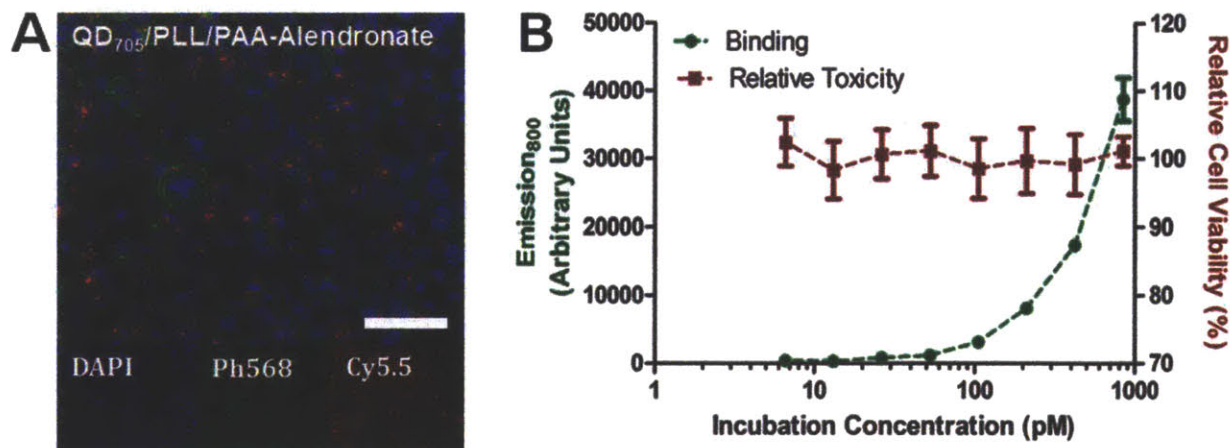 A
QD705/PLL/PAA-Alendronate
DAPI Ph568 Cy5.5
B
Binding
Relative Toxicity
50000
40000
30000
20000
10000
0
Emission800
(Arbitrary Units)
120
110
100
90
80
70
Relative Cell Viability
(%)
1 10 100 1000
Incubation Concentration (pM)